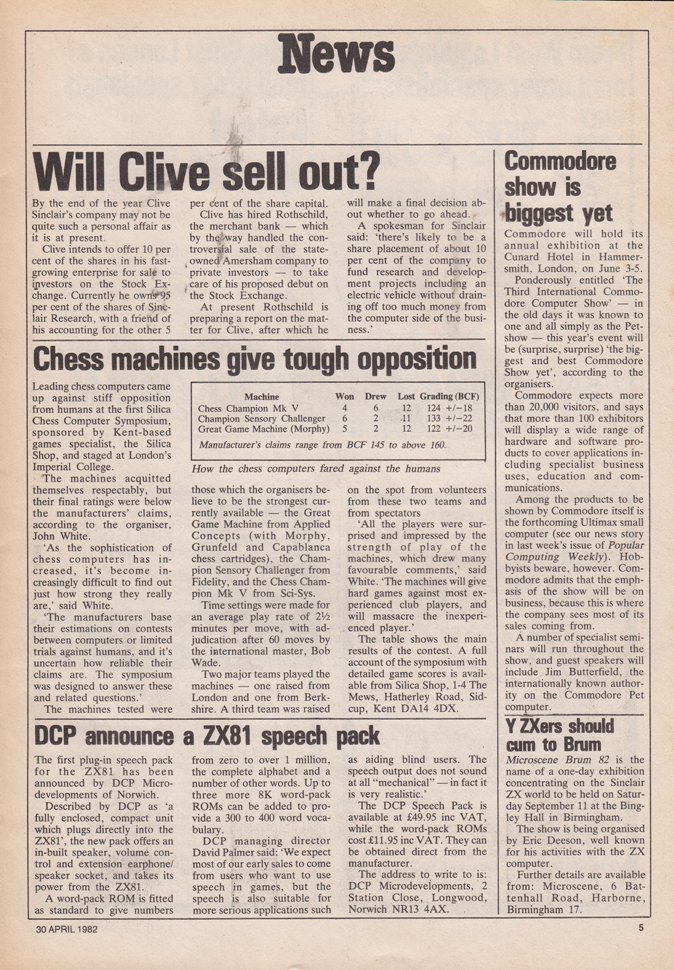 News
Will Clive sell out?
By the end of the year Clive
Sinclair's company may not be
quite such a personal affair as
it is at present.
Clive intends to offer 10 per
cent of the shares in his fast-
growing enterprise for sale to
investors on the Stock Ex-
change. Currently he owns 95
per cent of the shares of Sinc-
lair Research, with a friend of
his accounting for the other 5
per cent of the share capital.
Clive has hired Rothschild,
the merchant bank — which
by the way handled the con-
troversial sale of the state-
owned Amersham company to
private investors — to take
care of his proposed debut on
the Stock Exchange.
At present Rothschild is
preparing a report on the mat-
ter for Clive, after which he
will make a final decision ab-
out whether to go ahead.
A spokesman for Sinclair
said: 'there's likely to be a
share placement of about 10
per cent of the company to
fund research and develop-
ment projects including an
electric vehicle without drain-
ing off too much money from
the computer side of the busi-
ness.'
Chess machines give tough opposition
Leading chess computers came
up against stiff opposition
from humans at the first Silica
Chess Computer Symposium,
sponsored by Kent-based
games specialist, the Silica
Shop, and staged at London's
Imperial College.
'The machines acquitted
themselves respectably, but
their final ratings were below
the manufacturers' claims,
according to the organiser,
John White.
'As the sophistication of
chess computers has in-
creased, it's become in-
creasingly difficult to find out
just how strong they really
are,' said White.
'The manufacturers base
their estimations on contests
between computers or limited
trials against humans, and it's
uncertain how reliable their
claims are. The symposium
was designed to answer these
and related questions.'
The machines tested were
Machine Won Drew Lost Grading (BCF)
Chess Champion Mk V 4 6 12 124 +/−18
Champion Sensory Challenger 6 2 11 133 +/−22
Great Game Machine (Morphy) 5 2 12 122 +/−20
Manufacturer's claims range from BCF 145 to above 160.
How the chess computers fared against the humans
those which the organisers be-
lieve to be the strongest cur-
rently available — the Great
Game Machine from Applied
Concepts (with Morphy,
Grunfeld and Capablanca
chess cartridges), the Cham-
pion Sensory Challenger from
Fidelity, and the Chess Cham-
pion Mk V from Sci-Sys.
Time settings were made for
an average play rate of 2½
minutes per move, with ad-
judication after 60 moves by
the international master, Bob
Wade.
Two major teams played the
machines — one raised from
London and one from Berk-
shire. A third team was raised
on the spot from volunteers
from these two teams and
from spectators
'All the players were sur-
prised and impressed by the
strength of play of the
machines, which drew many
favourable comments,' said
White. 'The machines will give
hard games against most ex-
perienced club players, and
will massacre the inexperi-
enced player.'
The table shows the main
results of the contest. A full
account of the symposium with
detailed game scores is avail-
able from Silica Shop, 1-4 The
Mews, Hatherley Road, Sid-
cup, Kent DA14 4DX.
DCP announce a ZX81 speech pack
The first plug-in speech pack
for the ZX81 has been
announced by DCP Micro-
developments of Norwich.
Described by DCP as 'a
fully enclosed, compact unit
which plugs directly into the
ZX81', the new pack offers an
in-built speaker, volume con-
trol and extension earphone/
speaker socket, and takes its
power from the ZX81.
A word-pack ROM is fitted
as standard to give numbers
from zero to over 1 million,
the complete alphabet and a
number of other words. Up to
three more 8K word-pack
ROMs can be added to pro-
vide a 300 to 400 word voca-
bulary.
DCP managing director
David Palmer said: 'We expect
most of our early sales to come
from users who want to use
speech in games, but the
speech is also suitable for
more serious applications such
as aiding blind users. The
speech output does not sound
at all "mechanical" — in fact it
is very realistic.'
The DCP Speech Pack is
available at £49.95 inc VAT,
while the word-pack ROMs
cost £11.95 inc VAT. They can
be obtained direct from the
manufacturer.
The address to write to is:
DCP Microdevelopments, 2
Station Close, Longwood,
Norwich NR13 4AX.
Commodore
show is
biggest yet
Commodore will hold its
annual exhibition at the
Cunard Hotel in Hammer-
smith, London, on June 3-5.
Ponderously entitled 'The
Third International Commo-
dore Computer Show' — in
the old days it was known to
one and all simply as the Pet-
show — this year's event will
be (surprise, surprise) 'the big-
gest and best Commodore
Show yet', according to the
organisers.
Commodore expects more
than 20,000 visitors, and says
that more than 100 exhibitors
will display a wide range of
hardware and software pro-
ducts to cover applications in-
cluding specialist business
uses, education and com-
munications.
Among the products to be
shown by Commodore itself is
the forthcoming Ultimax small
computer (see our news story
in last week's issue of Popular
Computing Weekly). Hob-
byists beware, however. Com-
modore admits that the emph-
asis of the show will be on
business, because this is where
the company sees most of its
sales coming from.
A number of specialist semi-
nars will run throughout the
show, and guest speakers will
include Jim Butterfield, the
internationally known author-
ity on the Commodore Pet
computer.
Y ZXers should
cum to Brum
Microscene Brum 82 is the
name of a one-day exhibition
concentrating on the Sinclair
ZX world to be held on Satur-
day September 11 at the Bing-
ley Hall in Birmingham.
The show is being organised
by Eric Deeson, well known
for his activities with the ZX
computer.
Further details are available
from: Microscene, 6 Bat-
tenhall Road, Harborne,
Birmingham 17.
30 APRIL 1982
5